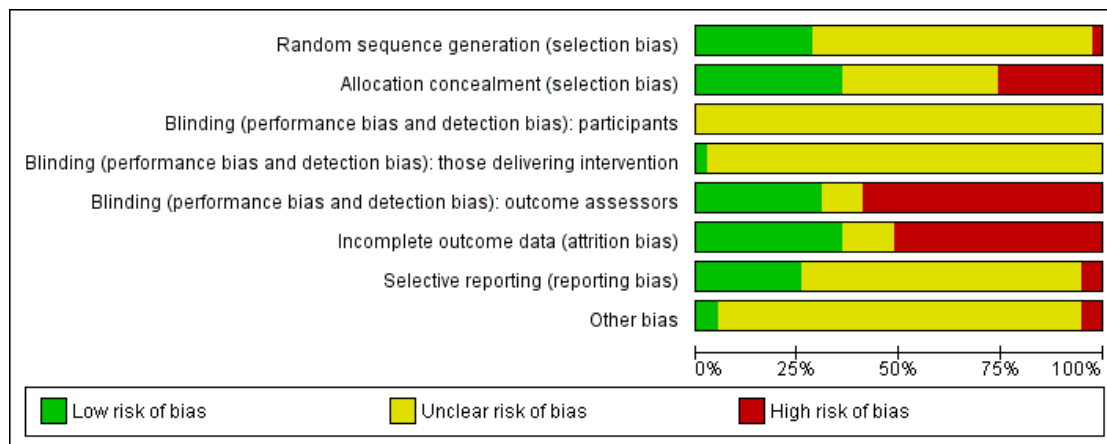 Random sequence generation (selection bias)
Allocation concealment (selection bias)
Blinding (performance bias and detection bias): participants
Blinding (performance bias and detection bias): those delivering intervention
Blinding (performance bias and detection bias): outcome assessors
Incomplete outcome data (attrition bias)
Selective reporting (reporting bias)
Other bias
0% 25% 50% 75% 100%
Low risk of bias Unclear risk of bias High risk of bias